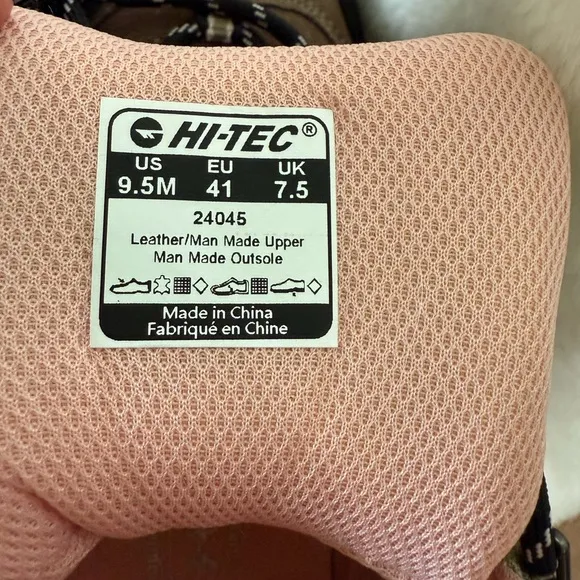 HI-TEC®
US EU UK
9.5M 41 7.5
24045
Leather/Man Made Upper
Man Made Outsole
Made in China
Fabriqué en Chine